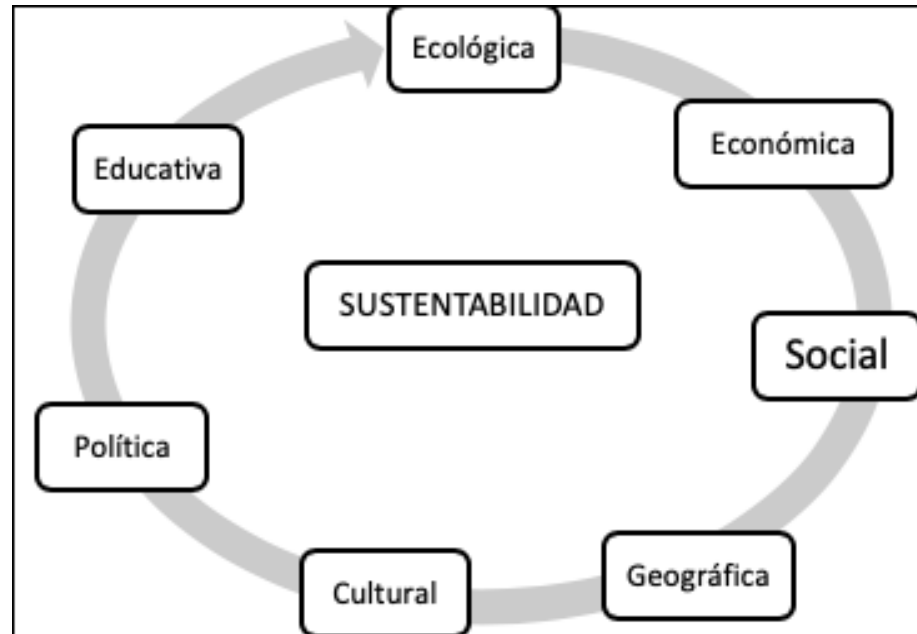 Ecológica
Económica
Social
Geográfica
Cultural
Política
Educativa
SUSTENTABILIDAD